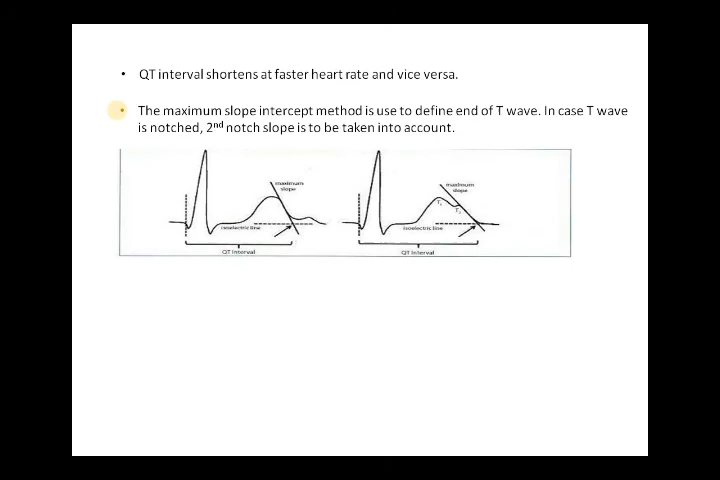 • QT interval shortens at faster heart rate and vice versa.
• The maximum slope intercept method is use to define end of T wave. In case T wave
is notched, 2nd notch slope is to be taken into account.
maximum
slope
isoelectric line
QT Interval
maximum
slope
T₁
T₂
isoelectric line
QT Interval